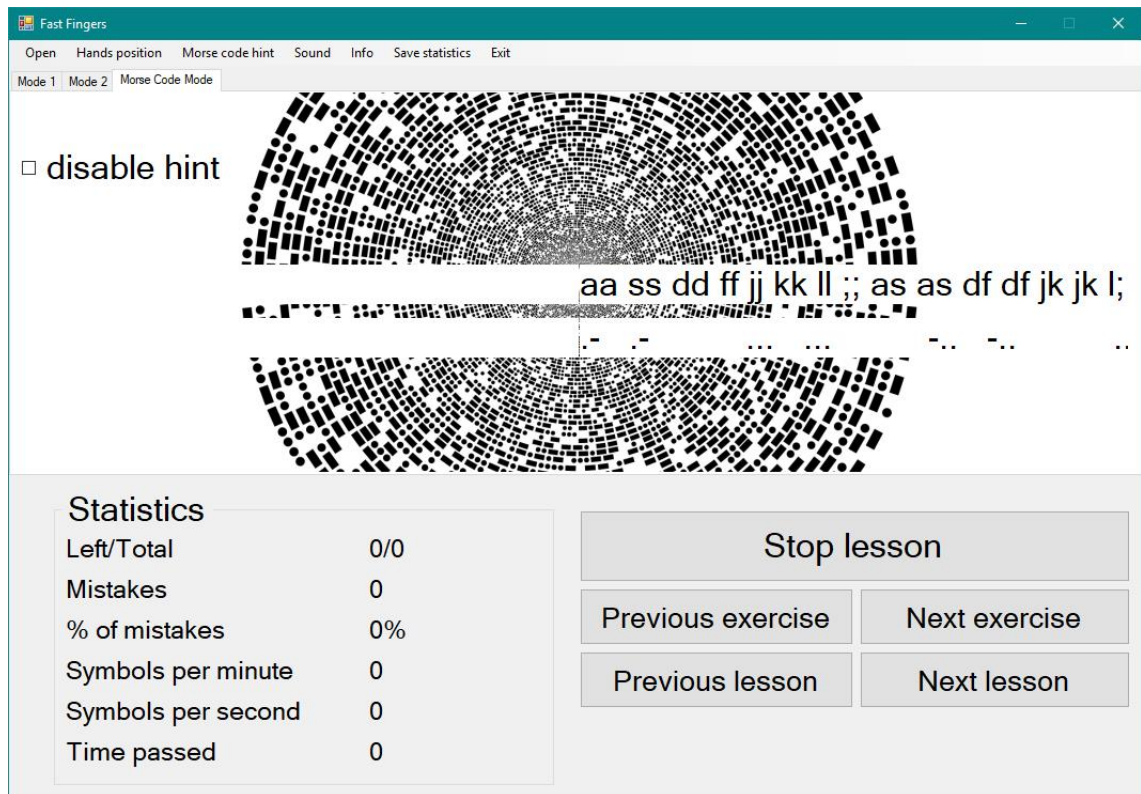 Fast Fingers
Open Hands position Morse code hint Sound Info Save statistics Exit
Mode 1 Mode 2 Morse Code Mode
disable hint
aa ss dd ff jj kk ll ;; as as df df jk jk l;
.- .- ... ... -.. -.. ..
Statistics
Left/Total 0/0
Mistakes 0
% of mistakes 0%
Symbols per minute 0
Symbols per second 0
Time passed 0
Stop lesson
Previous exercise Next exercise
Previous lesson Next lesson